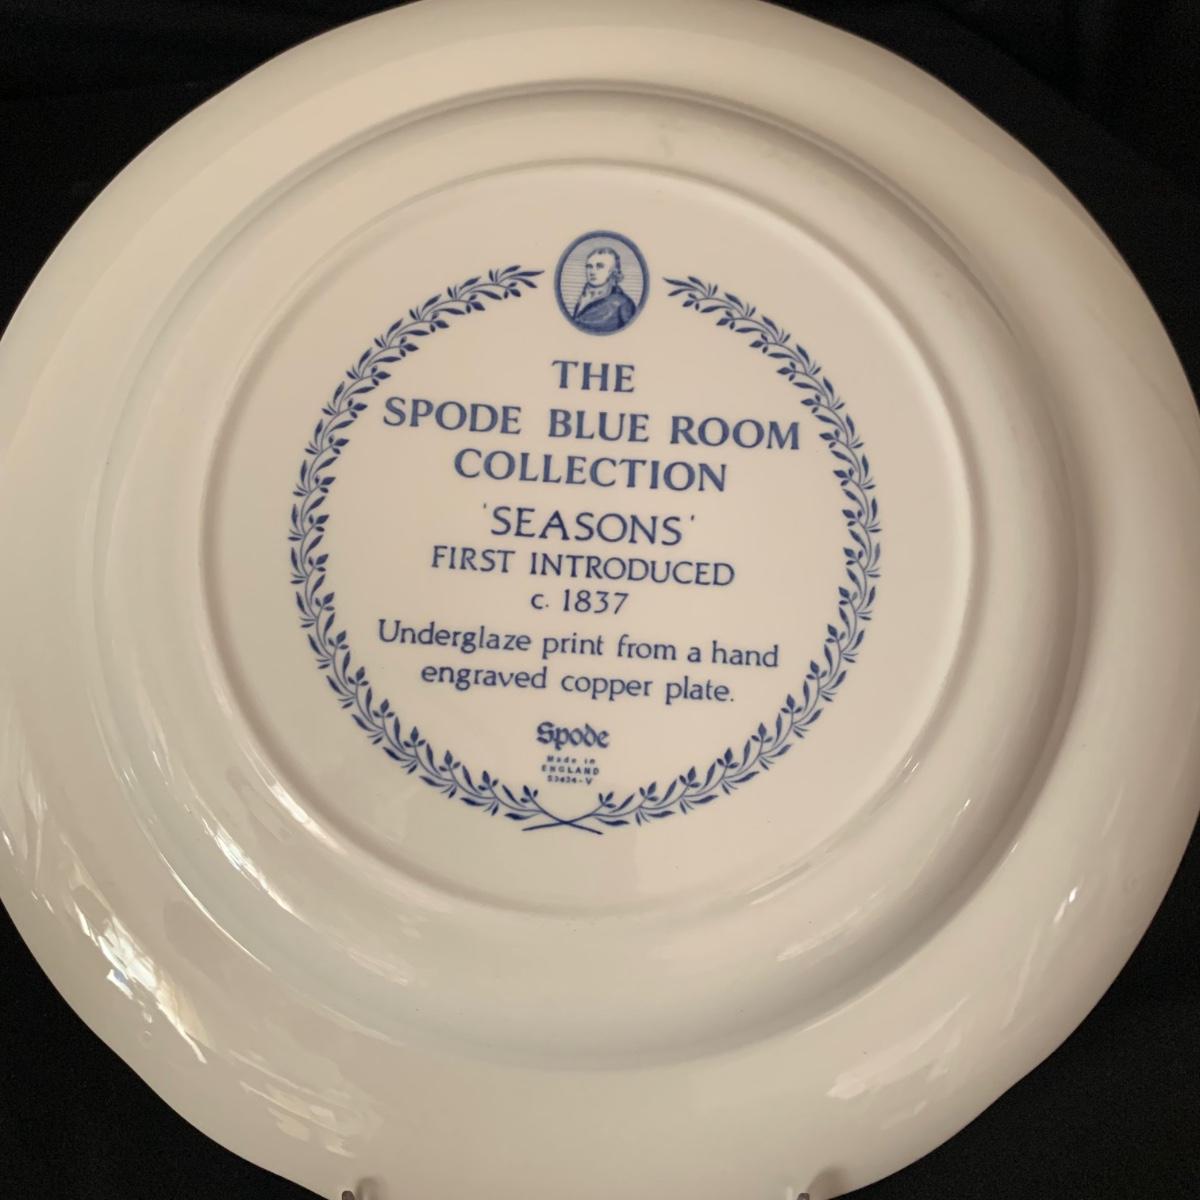 THE
SPODE BLUE ROOM
COLLECTION
'SEASONS'
FIRST INTRODUCED
c. 1837
Underglaze print from a hand
engraved copper plate.
Spode
Made in
ENGLAND
S3424-V